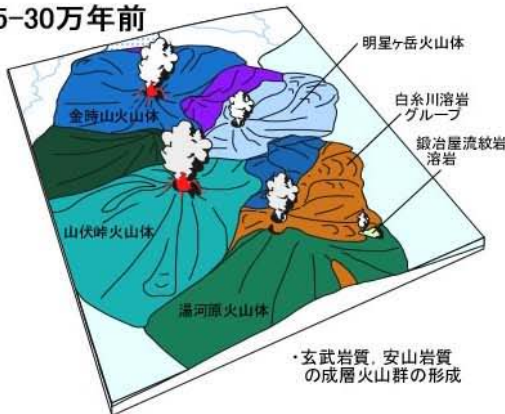 5-30万年前
明星ヶ岳火山体
金時山火山体
白糸川溶岩
グループ
鍛冶屋流紋岩
溶岩
山伏峠火山体
湯河原火山体
・玄武岩質,安山岩質
の成層火山群の形成